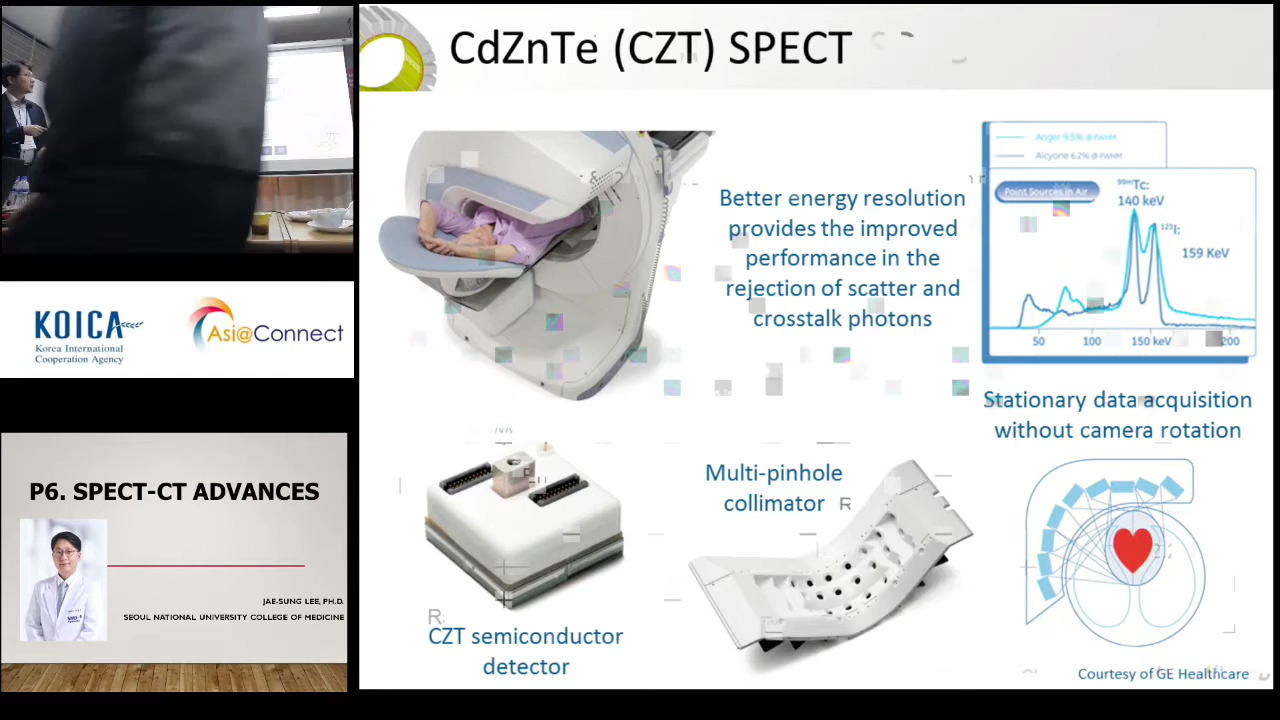 CdZnTe (CZT) SPECT
Better energy resolution
provides the improved
performance in the
rejection of scatter and
crosstalk photons
Anger 9.5% @ FWHM
Alcyone 6.2% @ FWHM
Point Sources in Air
99mTc:
140 keV
123I:
159 KeV
50 100 150 keV 200
Stationary data acquisition
without camera rotation
Multi-pinhole
collimator
CZT semiconductor
detector
Courtesy of GE Healthcare
KOICA
Korea International
Cooperation Agency
Asi@Connect
P6. SPECT-CT ADVANCES
JAE-SUNG LEE, PH.D.
SEOUL NATIONAL UNIVERSITY COLLEGE OF MEDICINE